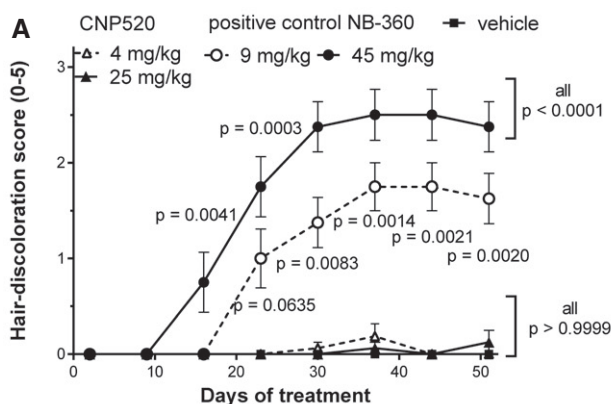 A
CNP520 positive control NB-360 vehicle
4 mg/kg 9 mg/kg 45 mg/kg
25 mg/kg
Hair-discoloration score (0-5)
3
2
1
0
all
p < 0.0001
p = 0.0003
p = 0.0041
p = 0.0014
p = 0.0021
p = 0.0020
p = 0.0083
p = 0.0635
all
p > 0.9999
0 10 20 30 40 50
Days of treatment